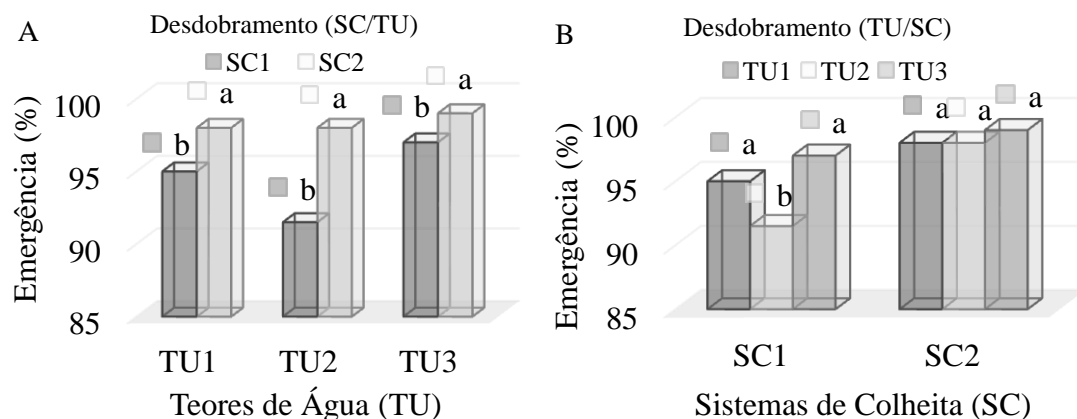 A
Desdobramento (SC/TU)
SC1 SC2
Emergência (%)
100
95
90
85
b a
b a
b a
TU1 TU2 TU3
Teores de Água (TU)
B
Desdobramento (TU/SC)
TU1 TU2 TU3
Emergência (%)
100
95
90
85
a b a
a a a
SC1 SC2
Sistemas de Colheita (SC)